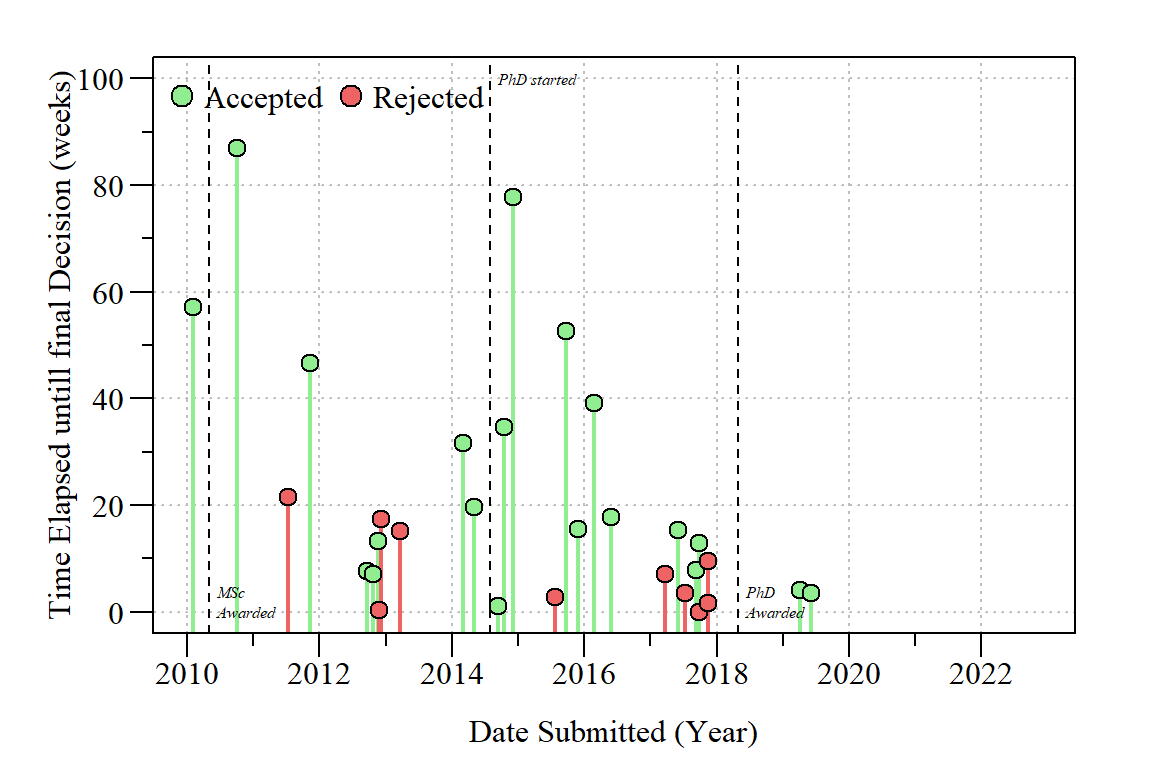 Time Elapsed untill final Decision (weeks)
100
80
60
40
20
0
Accepted
Rejected
PhD started
MSc
Awarded
PhD
Awarded
2010
2012
2014
2016
2018
2020
2022
Date Submitted (Year)